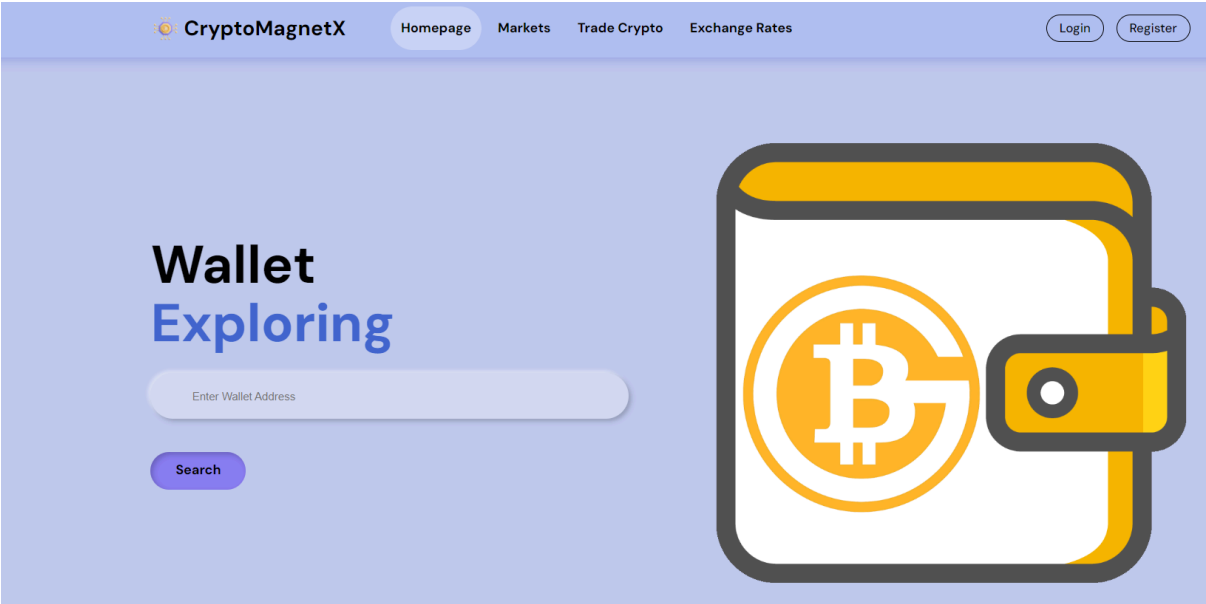 CryptoMagnetX
Homepage
Markets
Trade Crypto
Exchange Rates
Login
Register
Wallet
Exploring
Enter Wallet Address
Search